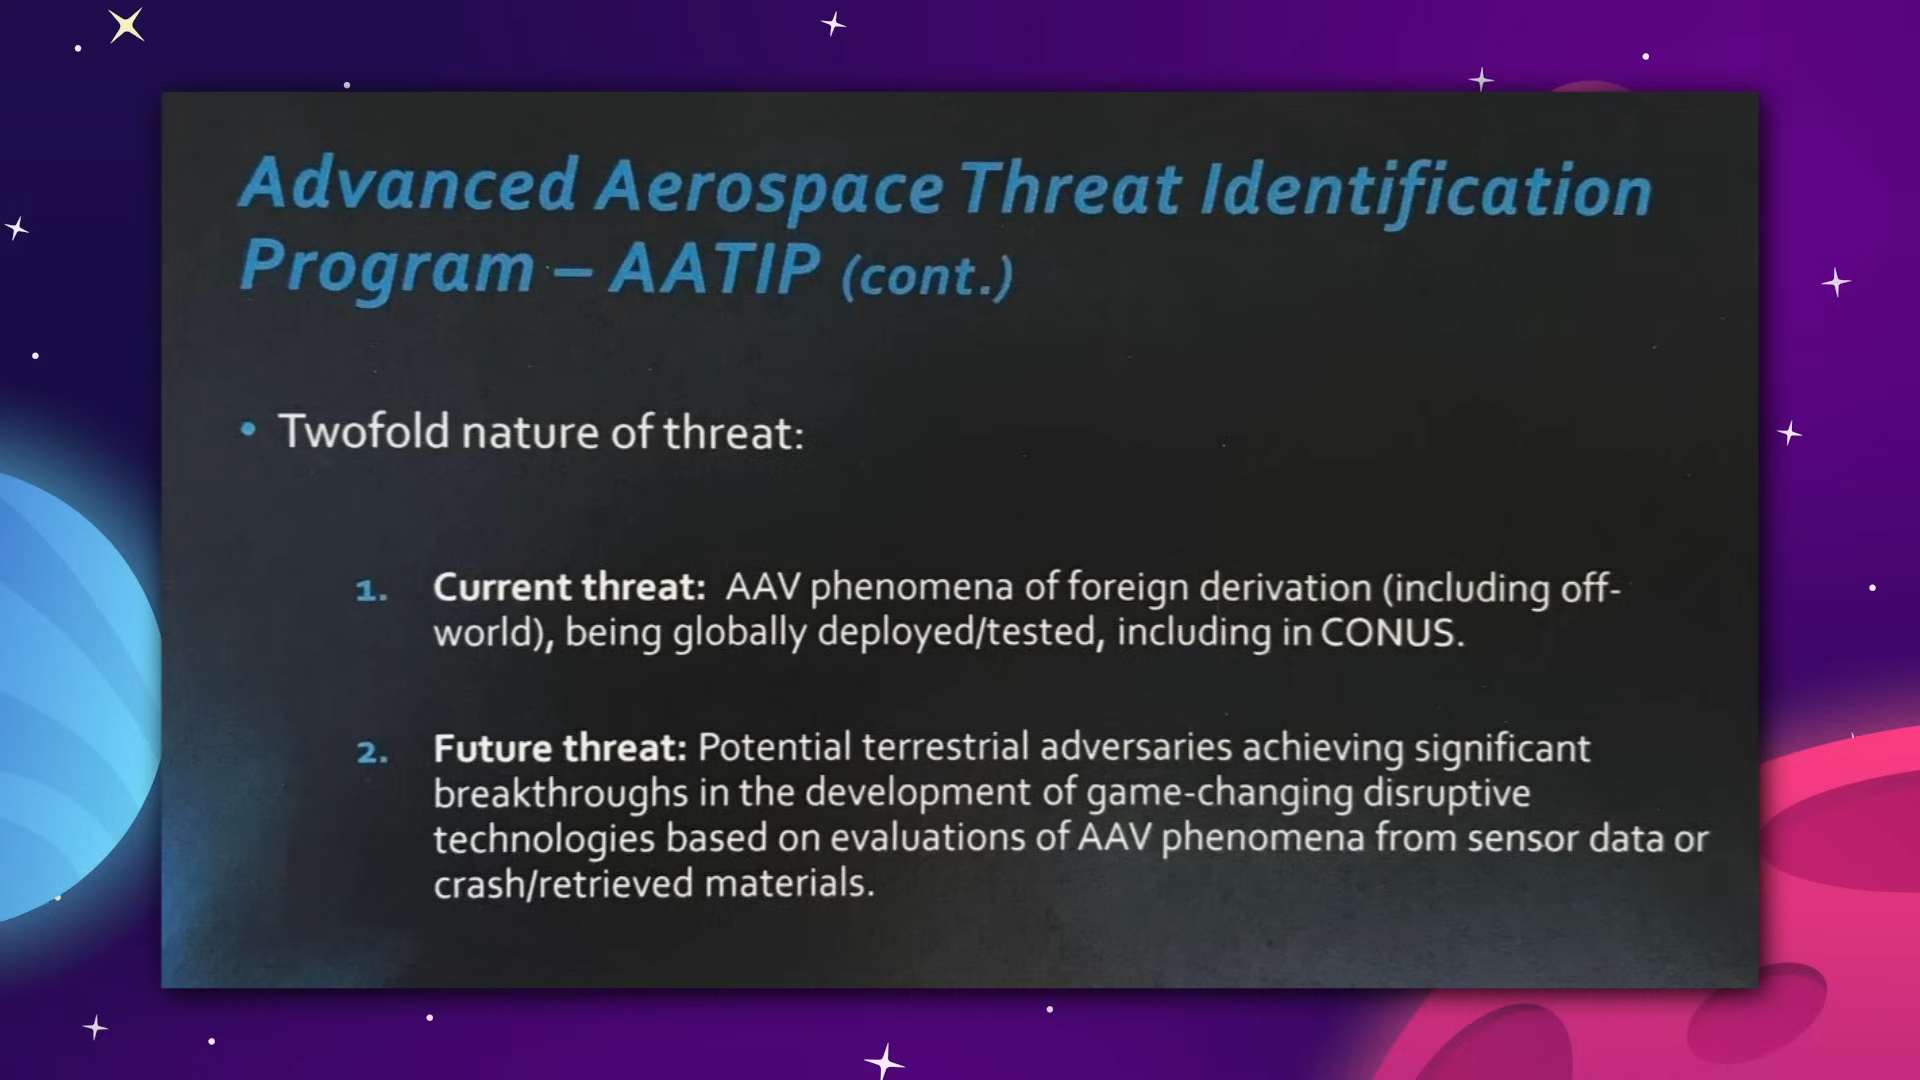 Advanced Aerospace Threat Identification
Program – AATIP (cont.)
• Twofold nature of threat:
1. Current threat: AAV phenomena of foreign derivation (including off-
world), being globally deployed/tested, including in CONUS.
2. Future threat: Potential terrestrial adversaries achieving significant
breakthroughs in the development of game-changing disruptive
technologies based on evaluations of AAV phenomena from sensor data or
crash/retrieved materials.